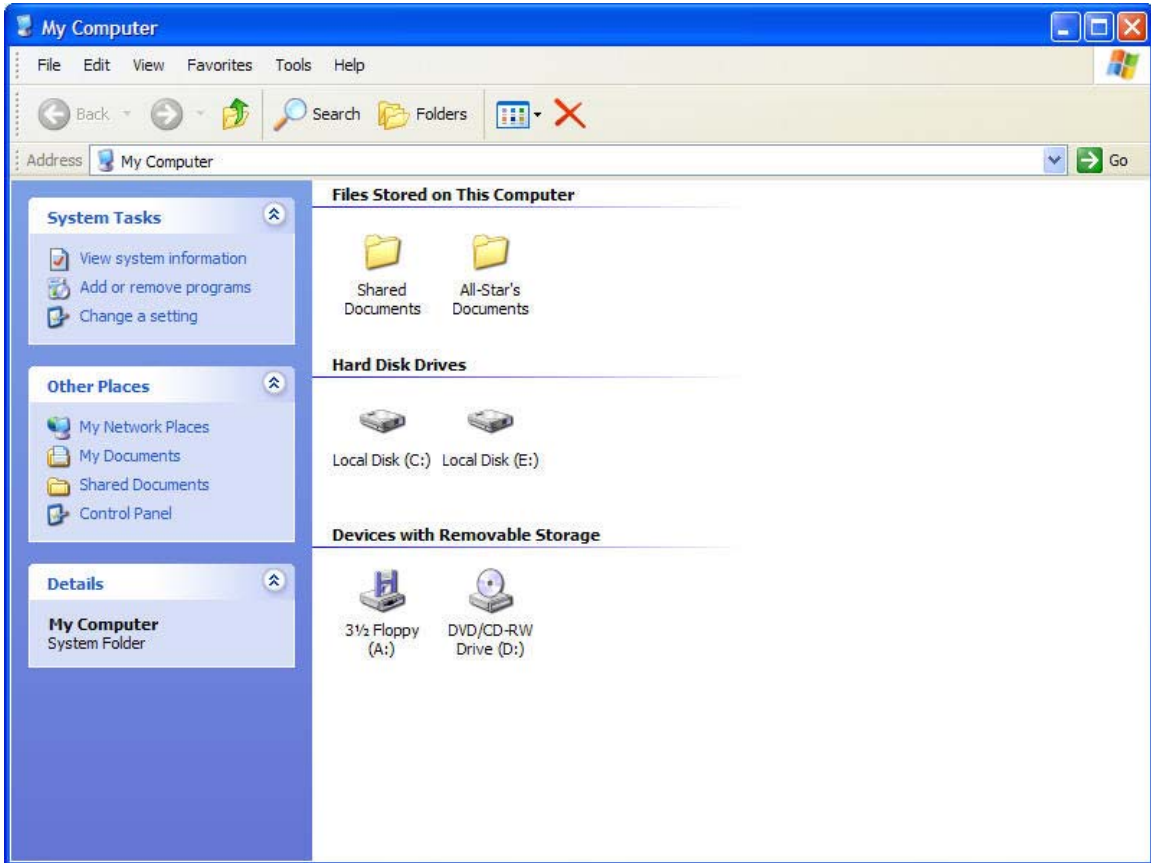 My Computer
File Edit View Favorites Tools Help
Back Search Folders
Address My Computer Go
System Tasks
View system information
Add or remove programs
Change a setting
Other Places
My Network Places
My Documents
Shared Documents
Control Panel
Details
My Computer
System Folder
Files Stored on This Computer
Shared Documents
All-Star's Documents
Hard Disk Drives
Local Disk (C:) Local Disk (E:)
Devices with Removable Storage
3½ Floppy (A:)
DVD/CD-RW Drive (D:)